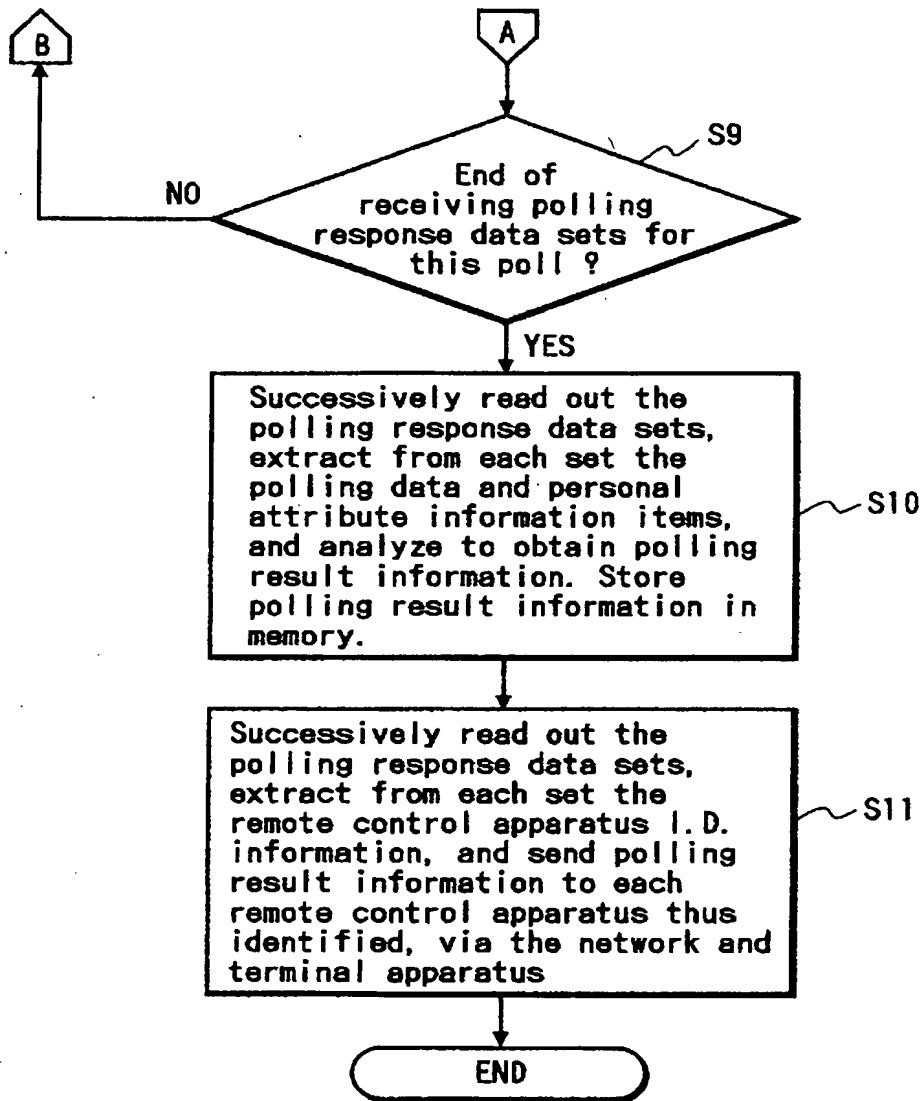 B
A
S9
End of
receiving polling
response data sets for
this poll ?
NO
YES
Successively read out the
polling response data sets,
extract from each set the
polling data and personal
attribute information items,
and analyze to obtain polling
result information. Store
polling result information in
memory.
S10
Successively read out the
polling response data sets,
extract from each set the
remote control apparatus I.D.
information, and send polling
result information to each
remote control apparatus thus
identified, via the network and
terminal apparatus
S11
END